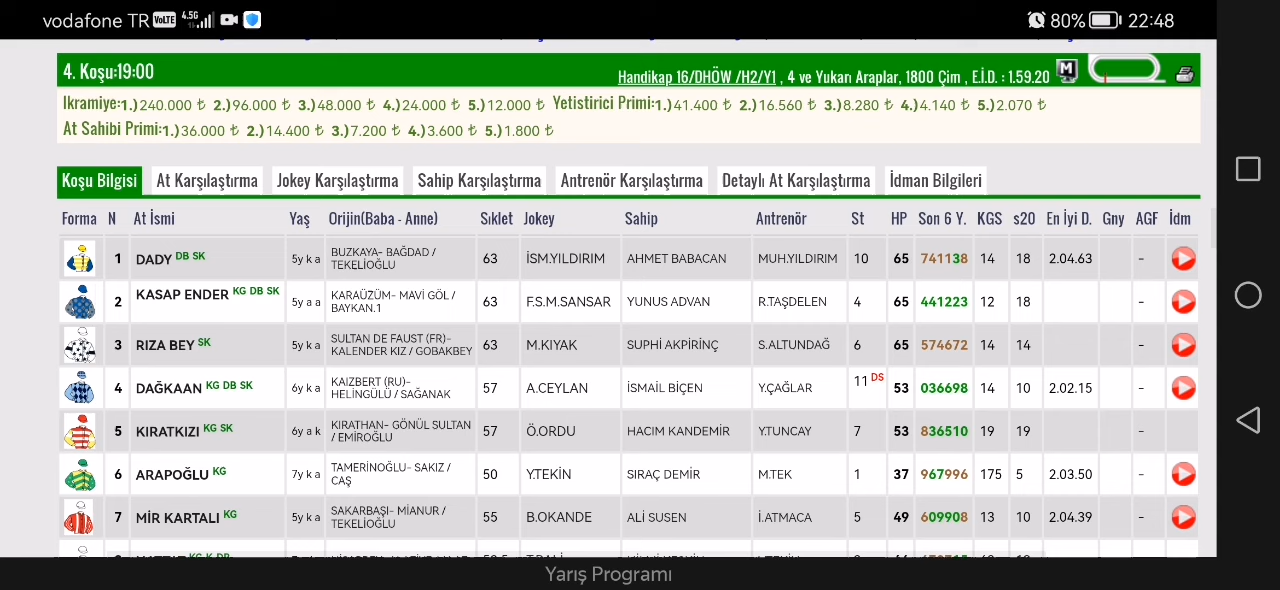 vodafone TR VoLTE 4.5G 80% 22:48
4. Koşu:19:00
Handikap 16/DHÖW /H2/Y1 , 4 ve Yukarı Araplar, 1800 Çim , E.İ.D. : 1.59.20 M
Ikramiye:1.)240.000 ₺ 2.)96.000 ₺ 3.)48.000 ₺ 4.)24.000 ₺ 5.)12.000 ₺ Yetistirici Primi:1.)41.400 ₺ 2.)16.560 ₺ 3.)8.280 ₺ 4.)4.140 ₺ 5.)2.070 ₺
At Sahibi Primi:1.)36.000 ₺ 2.)14.400 ₺ 3.)7.200 ₺ 4.)3.600 ₺ 5.)1.800 ₺
Koşu Bilgisi At Karşılaştırma Jokey Karşılaştırma Sahip Karşılaştırma Antrenör Karşılaştırma Detaylı At Karşılaştırma İdman Bilgileri
Forma N At İsmi Yaş Orijin(Baba - Anne) Sıklet Jokey Sahip Antrenör St HP Son 6 Y. KGS s20 En İyi D. Gny AGF İdm
1 DADY DB SK 5y k a BUZKAYA- BAĞDAD / TEKELİOĞLU 63 İSM.YILDIRIM AHMET BABACAN MUH.YILDIRIM 10 65 741138 14 18 2.04.63 -
2 KASAP ENDER KG DB SK 5y a a KARAÜZÜM- MAVİ GÖL / BAYKAN.1 63 F.S.M.SANSAR YUNUS ADVAN R.TAŞDELEN 4 65 441223 12 18 -
3 RIZA BEY SK 5y k a SULTAN DE FAUST (FR)- KALENDER KIZ / GOBAKBEY 63 M.KIYAK SUPHİ AKPİRİNÇ S.ALTUNDAĞ 6 65 574672 14 14 -
4 DAĞKAAN KG DB SK 6y k a KAIZBERT (RU)- HELİNGÜLÜ / SAĞANAK 57 A.CEYLAN İSMAİL BİÇEN Y.ÇAĞLAR 11 DS 53 036698 14 10 2.02.15 -
5 KIRATKIZI KG SK 6y a k KIRATHAN- GÖNÜL SULTAN / EMİROĞLU 57 Ö.ORDU HACIM KANDEMİR Y.TUNCAY 7 53 836510 19 19 -
6 ARAPOĞLU KG 7y k a TAMERİNOĞLU- SAKIZ / CAŞ 50 Y.TEKİN SIRAÇ DEMİR M.TEK 1 37 967996 175 5 2.03.50 -
7 MİR KARTALI KG 5y k a SAKARBAŞI- MİANUR / TEKELİOĞLU 55 B.OKANDE ALİ SUSEN İ.ATMACA 5 49 609908 13 10 2.04.39 -
Yarış Programı